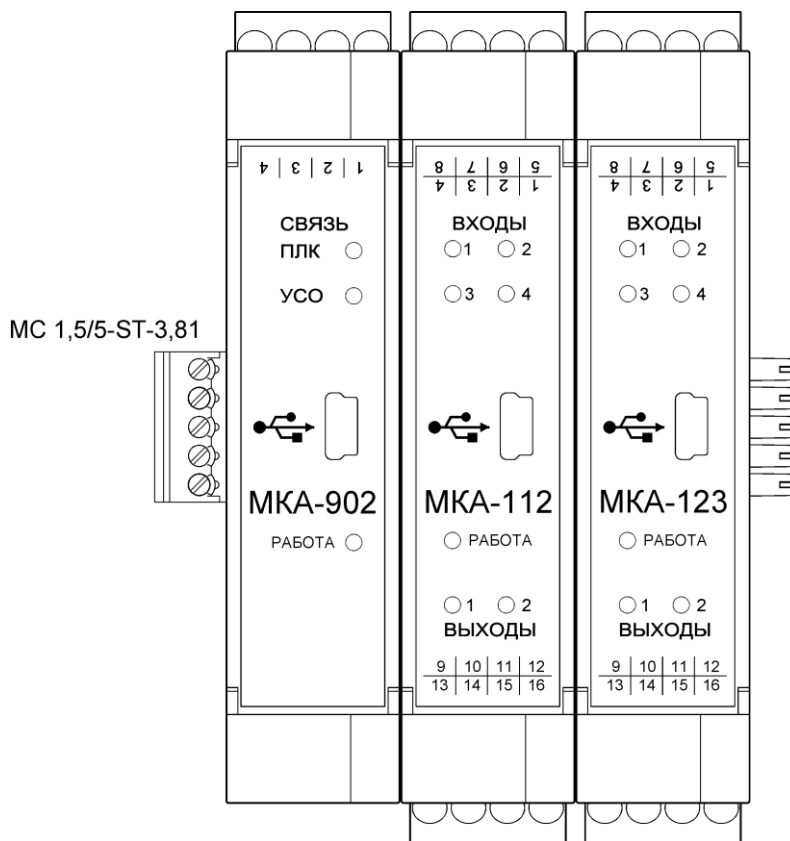 4 | 3 | 2 | 1
8 | 7 | 6 | 5
4 | 3 | 2 | 1
8 | 7 | 6 | 5
4 | 3 | 2 | 1
СВЯЗЬ
ПЛК
УСО
ВХОДЫ
1 2
3 4
ВХОДЫ
1 2
3 4
МС 1,5/5-ST-3,81
МКА-902
РАБОТА
МКА-112
РАБОТА
1 2
ВЫХОДЫ
9 | 10 | 11 | 12
13 | 14 | 15 | 16
МКА-123
РАБОТА
1 2
ВЫХОДЫ
9 | 10 | 11 | 12
13 | 14 | 15 | 16